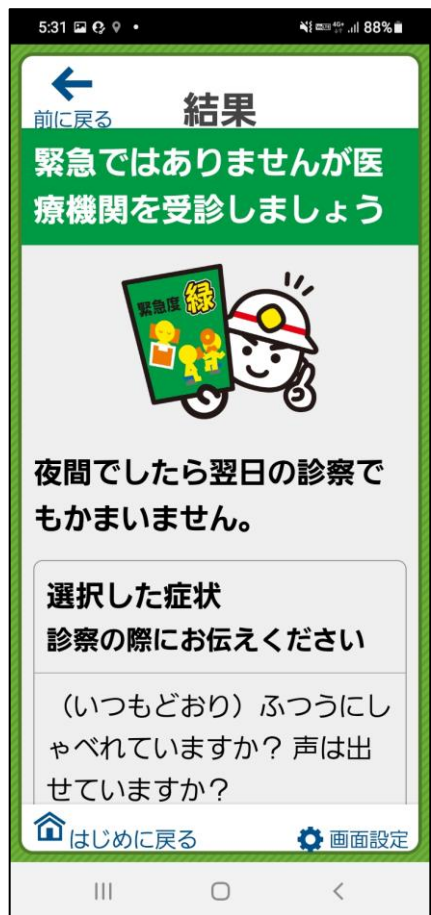 5:31
88%
前に戻る
結果
緊急ではありませんが医
療機関を受診しましょう
緊急度 緑
夜間でしたら翌日の診察で
もかまいません。
選択した症状
診察の際にお伝えください
（いつもどおり）ふつうにし
ゃべれていますか？ 声は出
せていますか？
はじめに戻る
画面設定